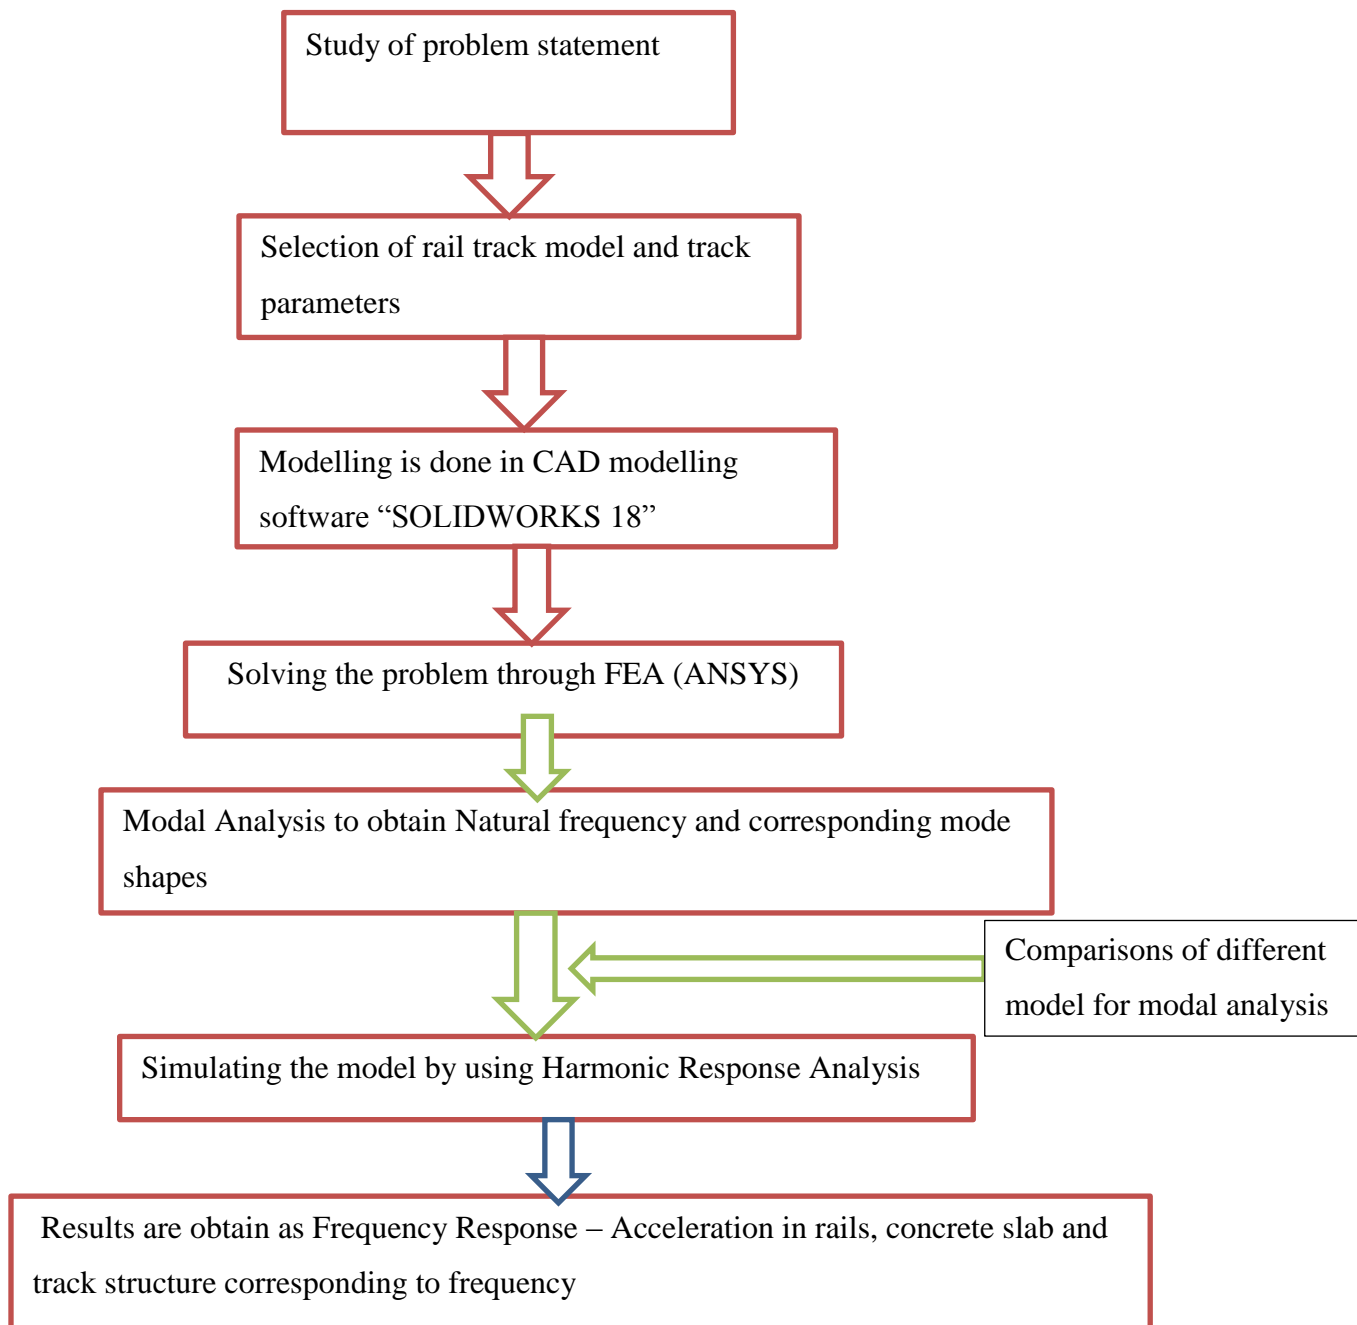 Study of problem statement
Selection of rail track model and track
parameters
Modelling is done in CAD modelling
software “SOLIDWORKS 18”
Solving the problem through FEA (ANSYS)
Modal Analysis to obtain Natural frequency and corresponding mode
shapes
Comparisons of different
model for modal analysis
Simulating the model by using Harmonic Response Analysis
Results are obtain as Frequency Response – Acceleration in rails, concrete slab and
track structure corresponding to frequency